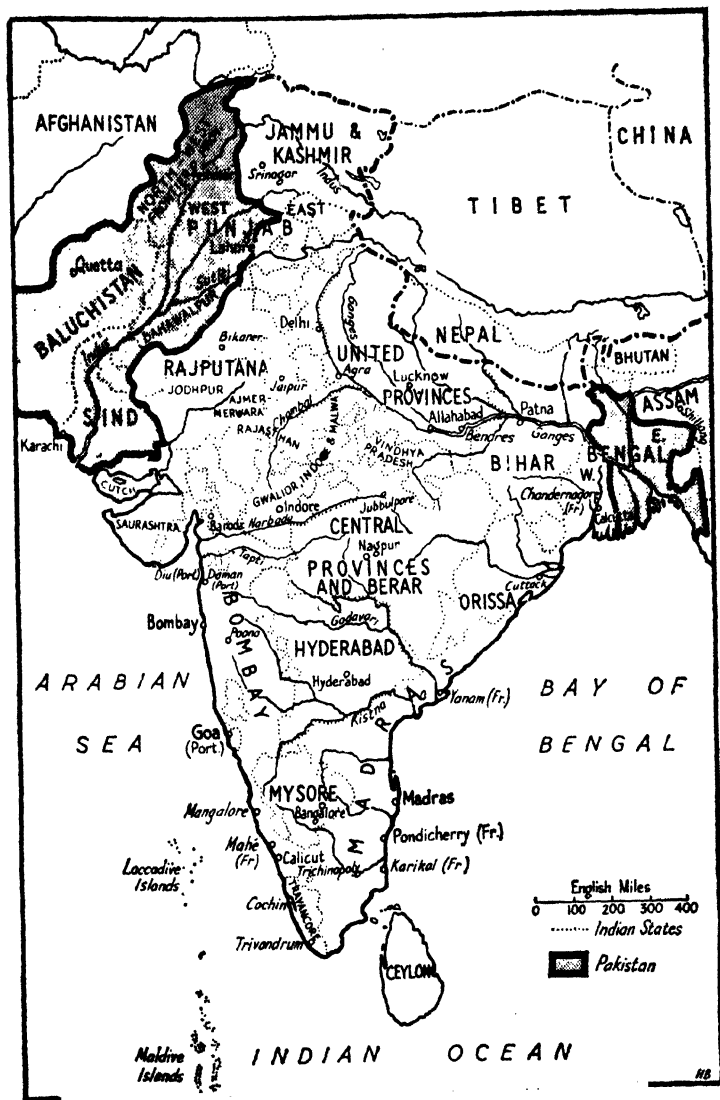 AFGHANISTAN
CHINA
JAMMU &
KASHMIR
Srinagar
Indus
TIBET
NORTH
WEST
EAST
PUNJAB
Lahore
Quetta
BALUCHISTAN
Sutlej
BAHAWALPUR
Indus
SIND
Karachi
Delhi
Ganges
NEPAL
BHUTAN
Bikaner
RAJPUTANA
JODHPUR
Jaipur
AJMER
MERWARA
RAJASTHAN
Chambal
UNITED
Agra
Lucknow
PROVINCES
Allahabad
Benares
Patna
Ganges
ASSAM
Shillong
E.
BENGAL
W.
BIHAR
VINDHYA
PRADESH
GWALIOR INDORE & MALWA
Chandernagore
(Fr)
Calcutta
CUTCH
SAURASHTRA
Baroda
Narbada
Indore
Jubbulpore
CENTRAL
Nagpur
PROVINCES
AND BERAR
Tapti
Diu (Port)
Daman
(Port)
Cuttack
ORISSA
Bombay
BOMBAY
Poona
Godavari
HYDERABAD
Hyderabad
Kistna
Yanam (Fr.)
MADRAS
ARABIAN
SEA
BAY OF
BENGAL
Goa
(Port.)
MYSORE
Bangalore
Madras
Mangalore
Mahé
(Fr)
Calicut
Trichinapoly
Pondicherry (Fr.)
Karikal (Fr.)
Laccadive
Islands
Cochin
TRAVANCORE
Trivandrum
CEYLON
English Miles
0 100 200 300 400
Indian States
Pakistan
Maldive
Islands
INDIAN OCEAN
HB